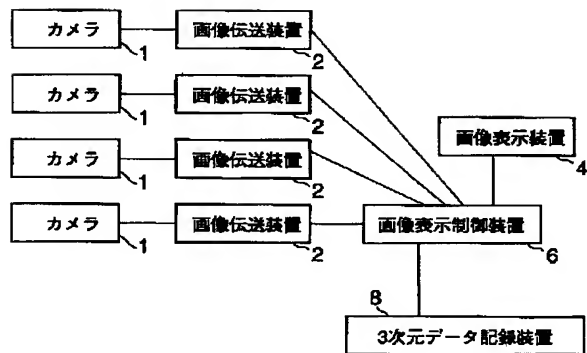 カメラ
1
画像伝送装置
2
カメラ
1
画像伝送装置
2
カメラ
1
画像伝送装置
2
画像表示装置
4
カメラ
1
画像伝送装置
2
画像表示制御装置
6
8
3次元データ記録装置